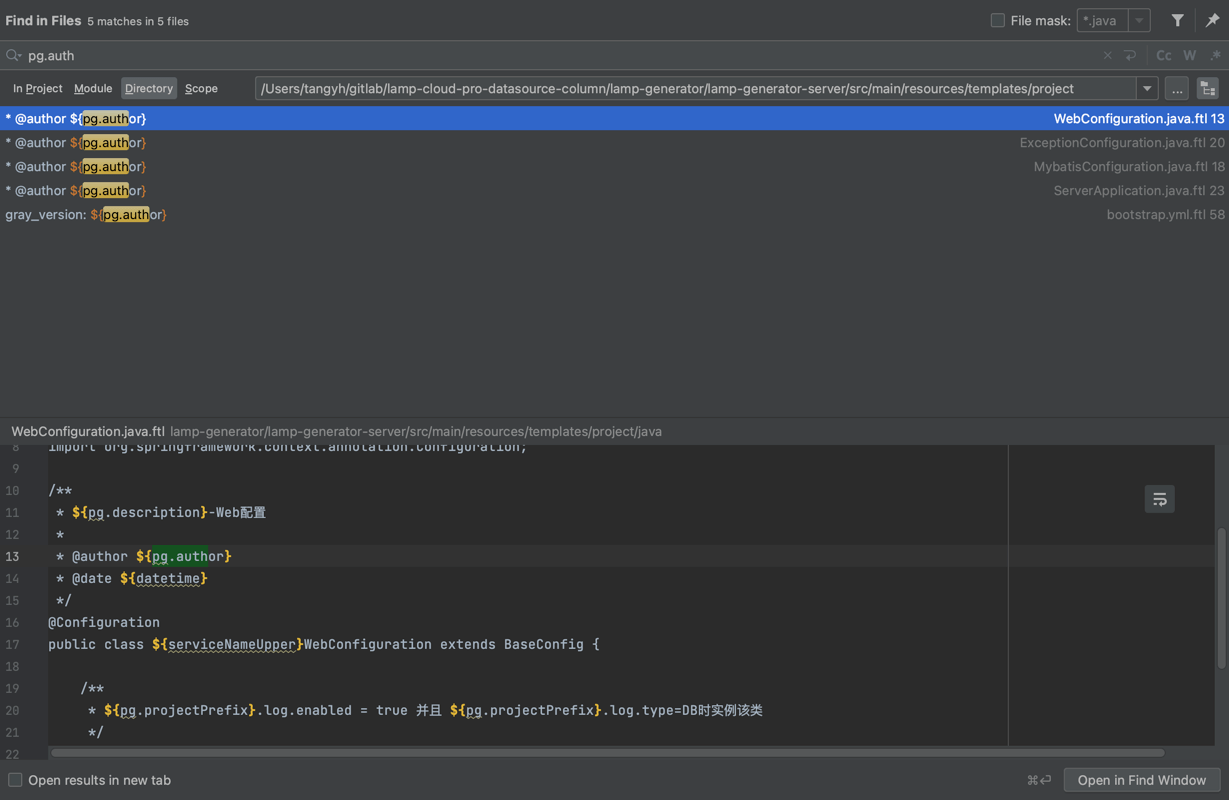 Find in Files 5 matches in 5 files File mask: *.java
pg.auth Cc W .*
In Project Module Directory Scope /Users/tangyh/gitlab/lamp-cloud-pro-datasource-column/lamp-generator/lamp-generator-server/src/main/resources/templates/project ...
* @author ${pg.author} WebConfiguration.java.ftl 13
* @author ${pg.author} ExceptionConfiguration.java.ftl 20
* @author ${pg.author} MybatisConfiguration.java.ftl 18
* @author ${pg.author} ServerApplication.java.ftl 23
gray_version: ${pg.author} bootstrap.yml.ftl 58
WebConfiguration.java.ftl lamp-generator/lamp-generator-server/src/main/resources/templates/project/java
8 import org.springframework.context.annotation.Configuration;
9
10 /**
11 * ${pg.description}-Web配置
12 *
13 * @author ${pg.author}
14 * @date ${datetime}
15 */
16 @Configuration
17 public class ${serviceNameUpper}WebConfiguration extends BaseConfig {
18
19 /**
20 * ${pg.projectPrefix}.log.enabled = true 并且 ${pg.projectPrefix}.log.type=DB时实例该类
21 */
22
Open results in new tab ⌘⏎ Open in Find Window